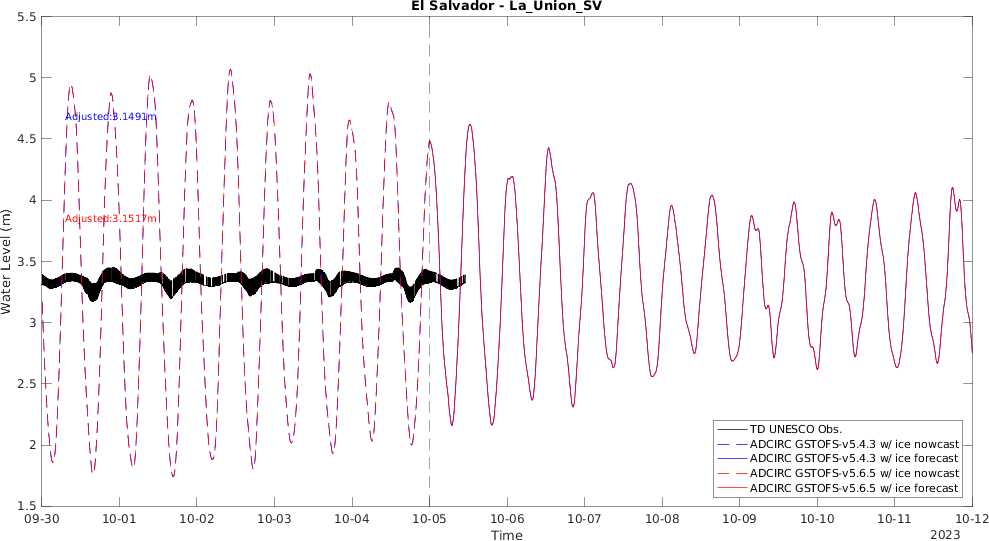 El Salvador - La_Union_SV
5.5
5
4.5
4
3.5
3
2.5
2
1.5
Water Level (m)
Adjusted:3.1491m
Adjusted:3.1517m
TD UNESCO Obs.
ADCIRC GSTOFS-v5.4.3 w/ ice nowcast
ADCIRC GSTOFS-v5.4.3 w/ ice forecast
ADCIRC GSTOFS-v5.6.5 w/ ice nowcast
ADCIRC GSTOFS-v5.6.5 w/ ice forecast
09-30 10-01 10-02 10-03 10-04 10-05 10-06 10-07 10-08 10-09 10-10 10-11 10-12
Time
2023